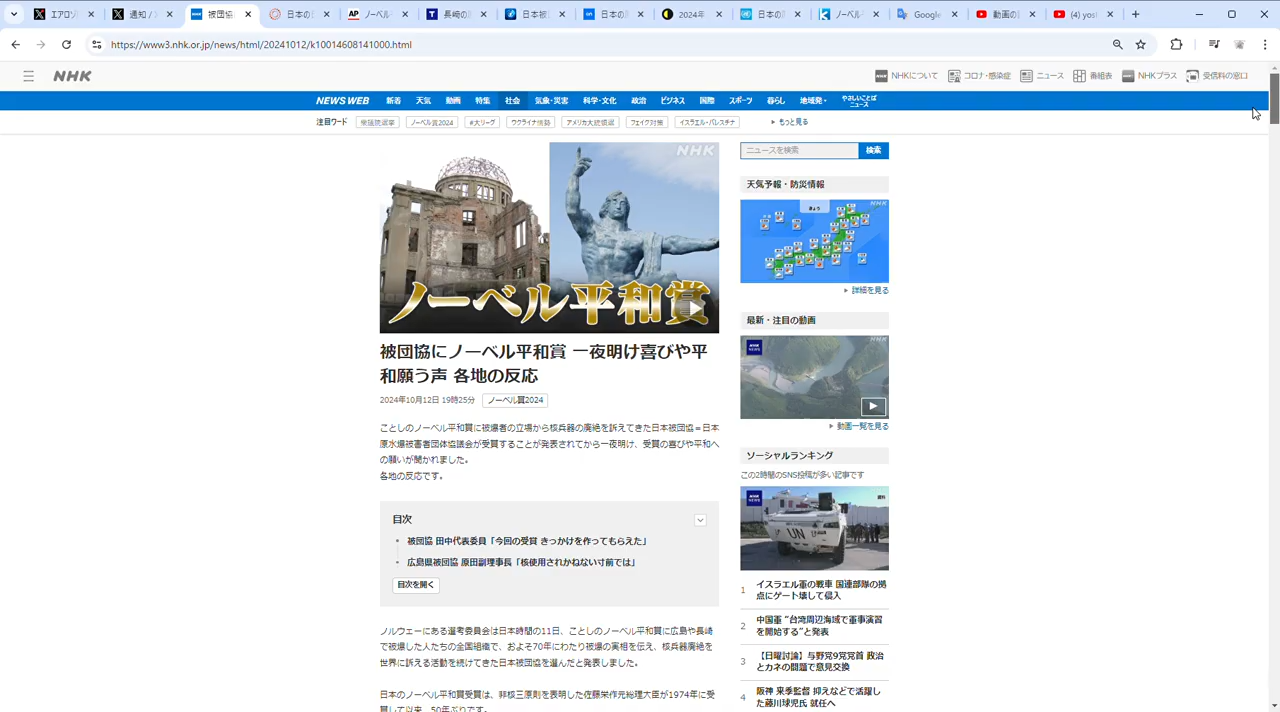 エアロゾ
通知 / X
被団協に
日本の
AP
ノーベル
長崎の
日本被
日本の
2024年
日本の
ノーベル
Google
動画の
(4) yos
https://www3.nhk.or.jp/news/html/20241012/k10014608141000.html
NHK
NHKについて
コロナ・感染症
ニュース
番組表
NHKプラス
受信料の窓口
NEWS WEB
新着
天気
動画
特集
社会
気象・災害
科学・文化
政治
ビジネス
国際
スポーツ
暮らし
地域発
やさしいことば
ニュース
注目ワード
衆議院選挙
ノーベル賞2024
#大リーグ
ウクライナ情勢
アメリカ大統領選
フェイク対策
イスラエル・パレスチナ
もっと見る
NHK
ノーベル平和賞
被団協にノーベル平和賞 一夜明け喜びや平
和願う声 各地の反応
2024年10月12日 19時25分
ノーベル賞2024
ことしのノーベル平和賞に被爆者の立場から核兵器の廃絶を訴えてきた日本被団協＝日本
原水爆被害者団体協議会が受賞することが発表されてから一夜明け、受賞の喜びや平和へ
の願いが聞かれました。
各地の反応です。
目次
被団協 田中代表委員「今回の受賞 きっかけを作ってもらえた」
広島県被団協 原田副理事長「核使用されかねない寸前では」
目次を開く
ノルウェーにある選考委員会は日本時間の11日、ことしのノーベル平和賞に広島や長崎
で被爆した人たちの全国組織で、およそ70年にわたり被爆の実相を伝え、核兵器廃絶を
世界に訴える活動を続けてきた日本被団協を選んだと発表しました。
日本のノーベル平和賞受賞は、非核三原則を表明した佐藤栄作元総理大臣が1974年に受
賞して以来、50年ぶりです。
ニュースを検索
検索
天気予報・防災情報
きょう
NHK
詳細を見る
最新・注目の動画
NHK
NEWS
NHK
動画一覧を見る
ソーシャルランキング
この2時間のSNS投稿が多い記事です
NHK
NEWS
資料
UN
1
イスラエル軍の戦車 国連部隊の拠
点にゲート壊して侵入
2
中国軍 “台湾周辺海域で軍事演習
を開始する”と発表
3
【日曜討論】与野党9党党首 政治
とカネの問題で意見交換
4
阪神 来季監督 抑えなどで活躍し
た藤川球児氏 就任へ